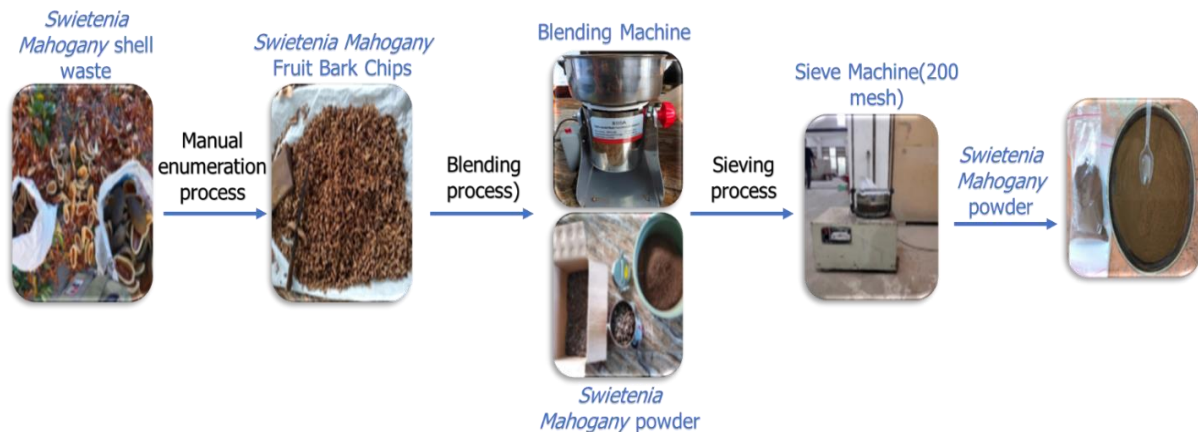 Swietenia
Mahogany shell
waste
Manual
enumeration
process
Swietenia Mahogany
Fruit Bark Chips
Blending
process)
Blending Machine
Swietenia
Mahogany powder
Sieving
process
Sieve Machine(200
mesh)
Swietenia
Mahogany
powder